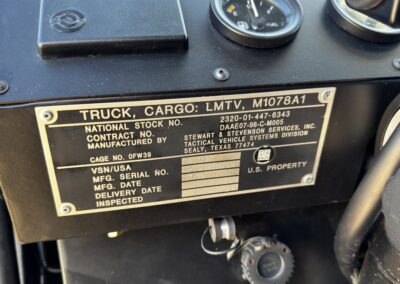 FUEL
TRUCK, CARGO: LMTV, M1078A1
NATIONAL STOCK NO. 2320-01-447-6343
CONTRACT NO. DAAE07-98-C-M005
MANUFACTURED BY STEWART & STEVENSON SERVICES, INC.
TACTICAL VEHICLE SYSTEMS DIVISION
SEALY, TEXAS 77474
CAGE NO. 0FW39
VSN/USA
MFG. SERIAL NO.
MFG. DATE
DELIVERY DATE
INSPECTED
U.S. PROPERTY